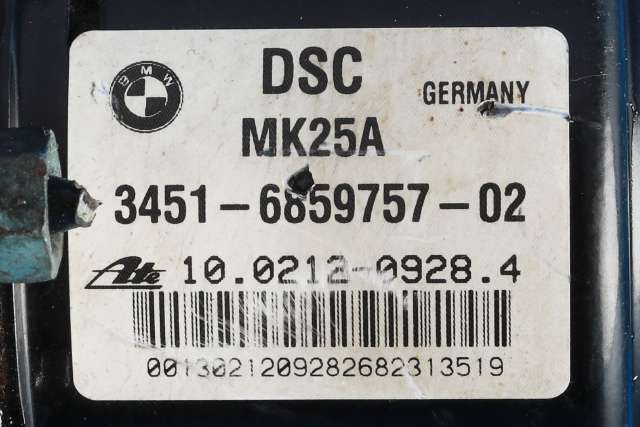 BMW
DSC GERMANY
MK25A
3451-6859757-02
Ate 10.0212-0928.4
00130212092826823​13519